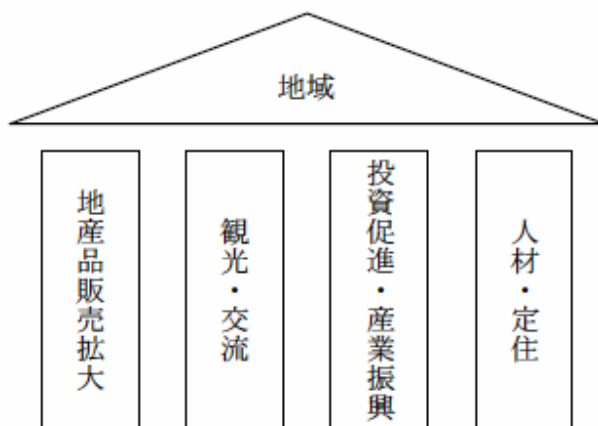 地域
地産品販売拡大
観光・交流
投資促進・産業振興
人材・定住